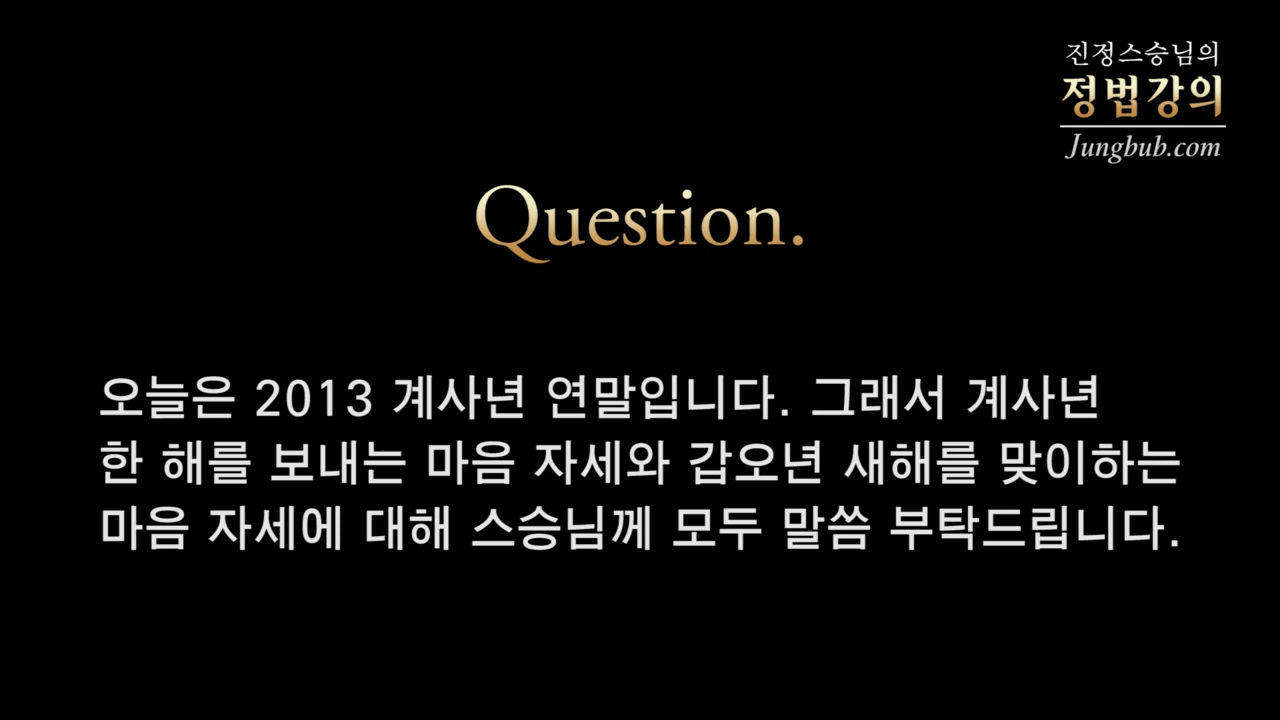 진정스승님의
정법강의
Jungbub.com
Question.
오늘은 2013 계사년 연말입니다. 그래서 계사년
한 해를 보내는 마음 자세와 갑오년 새해를 맞이하는
마음 자세에 대해 스승님께 모두 말씀 부탁드립니다.